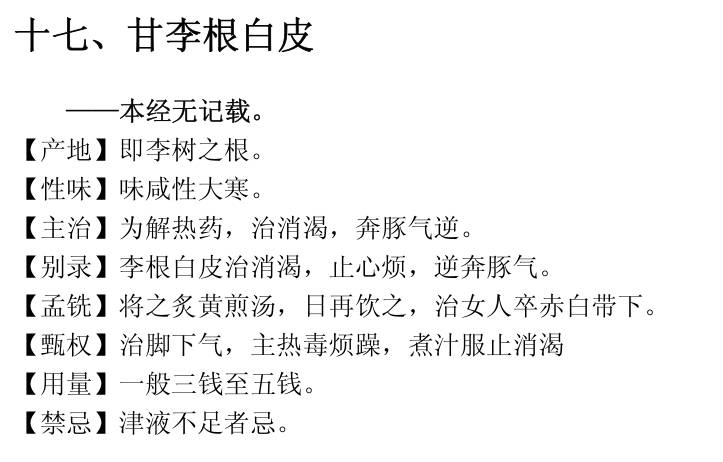 十七、甘李根白皮
——本经无记载。
【产地】即李树之根。
【性味】味咸性大寒。
【主治】为解热药，治消渴，奔豚气逆。
【别录】李根白皮治消渴，止心烦，逆奔豚气。
【孟铣】将之炙黄煎汤，日再饮之，治女人卒赤白带下。
【甄权】治脚下气，主热毒烦躁，煮汁服止消渴
【用量】一般三钱至五钱。
【禁忌】津液不足者忌。